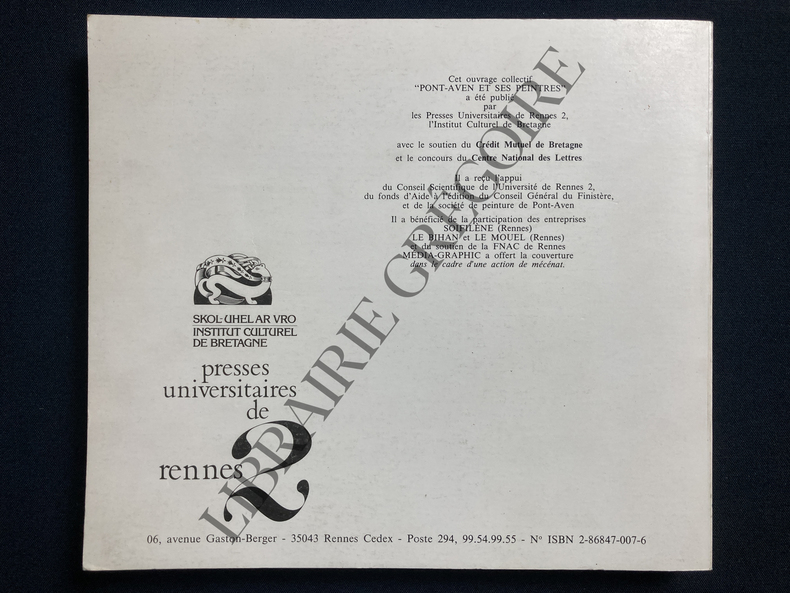 Cet ouvrage collectif
"PONT-AVEN ET SES PEINTRES"
a été publié
par
les Presses Universitaires de Rennes 2,
l'Institut Culturel de Bretagne
avec le soutien du Crédit Mutuel de Bretagne
et le concours du Centre National des Lettres
Il a reçu l'appui
du Conseil Scientifique de l'Université de Rennes 2,
du fonds d'Aide à l'édition du Conseil Général du Finistère,
et de la société de peinture de Pont-Aven
Il a bénéficié de la participation des entreprises
SOIFILÈNE (Rennes)
LE BIHAN et LE MOUEL (Rennes)
et du soutien de la FNAC de Rennes
MÉDIA-GRAPHIC a offert la couverture
dans le cadre d'une action de mécénat.
SKOL-UHEL AR VRO
INSTITUT CULTUREL
DE BRETAGNE
presses
universitaires
de
rennes 2
06, avenue Gaston-Berger - 35043 Rennes Cedex - Poste 294, 99.54.99.55 - N° ISBN 2-86847-007-6
LIBRAIRIE GRÉGOIRE